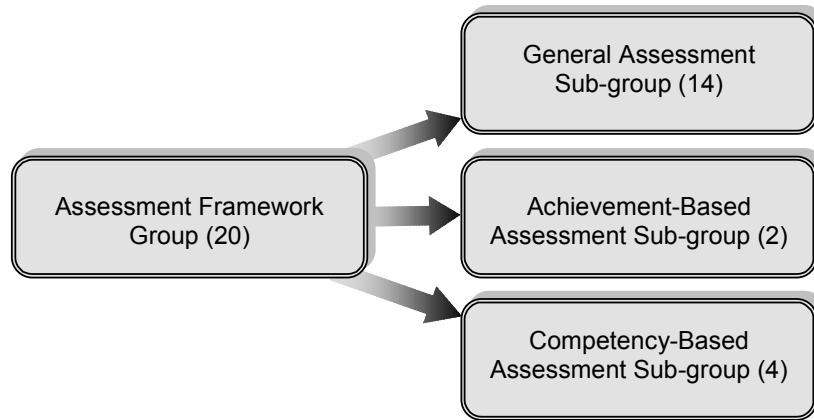 General Assessment
Sub-group (14)
Assessment Framework
Group (20)
Achievement-Based
Assessment Sub-group (2)
Competency-Based
Assessment Sub-group (4)